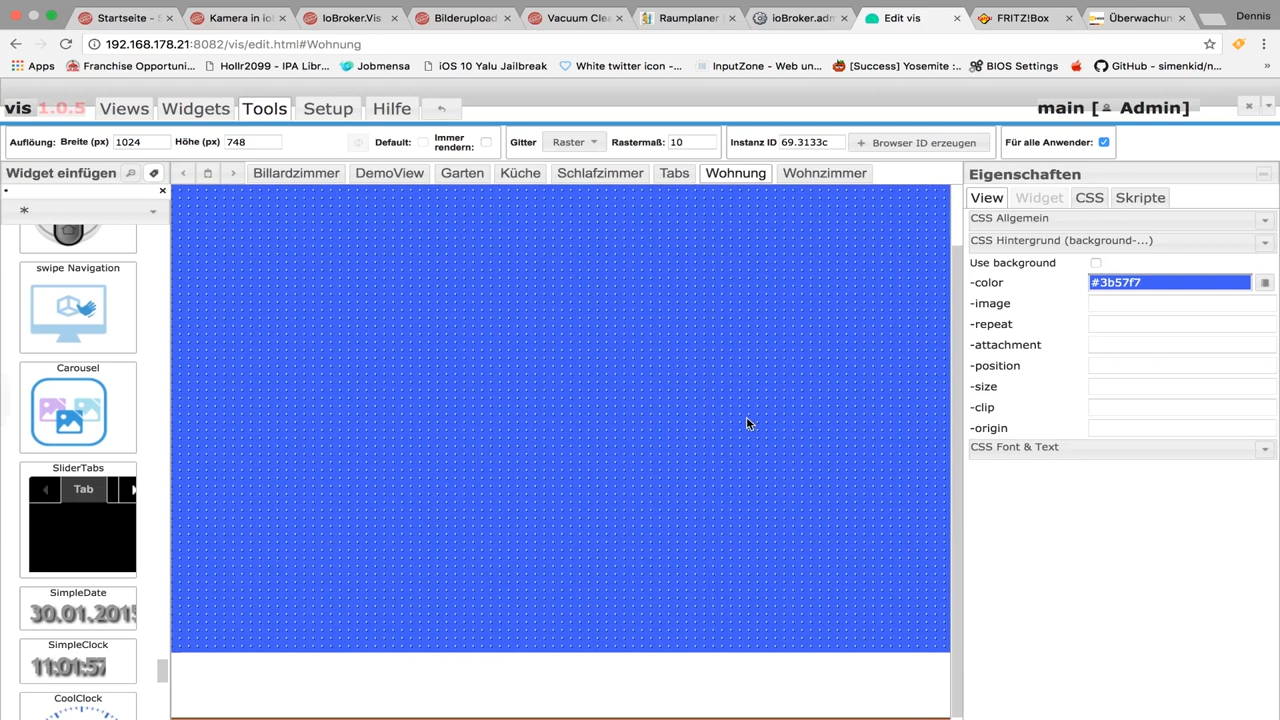 Startseite -
Kamera in io
IoBroker.Vis
Bilderupload
Vacuum Clea
Raumplaner
ioBroker.adm
Edit vis
FRITZ!Box
Überwachun
Dennis
192.168.178.21:8082/vis/edit.html#Wohnung
Apps
Franchise Opportuni...
Hollr2099 - IPA Libr...
Jobmensa
iOS 10 Yalu Jailbreak
White twitter icon -...
InputZone - Web un...
[Success] Yosemite :..
BIOS Settings
GitHub - simenkid/n...
»
vis 1.0.5
Views
Widgets
Tools
Setup
Hilfe
main [ Admin]
Auflöung: Breite (px) 1024 Höhe (px) 748
Default:
Immer
rendern:
Gitter Raster Rastermaß: 10
Instanz ID 69.3133c + Browser ID erzeugen
Für alle Anwender:
Widget einfügen
Billardzimmer
DemoView
Garten
Küche
Schlafzimmer
Tabs
Wohnung
Wohnzimmer
*
swipe Navigation
Carousel
SliderTabs
Tab
SimpleDate
30.01.2015
SimpleClock
11:01:57
CoolClock
Eigenschaften
View Widget CSS Skripte
CSS Allgemein
CSS Hintergrund (background-...)
Use background
-color #3b57f7
-image
-repeat
-attachment
-position
-size
-clip
-origin
CSS Font & Text